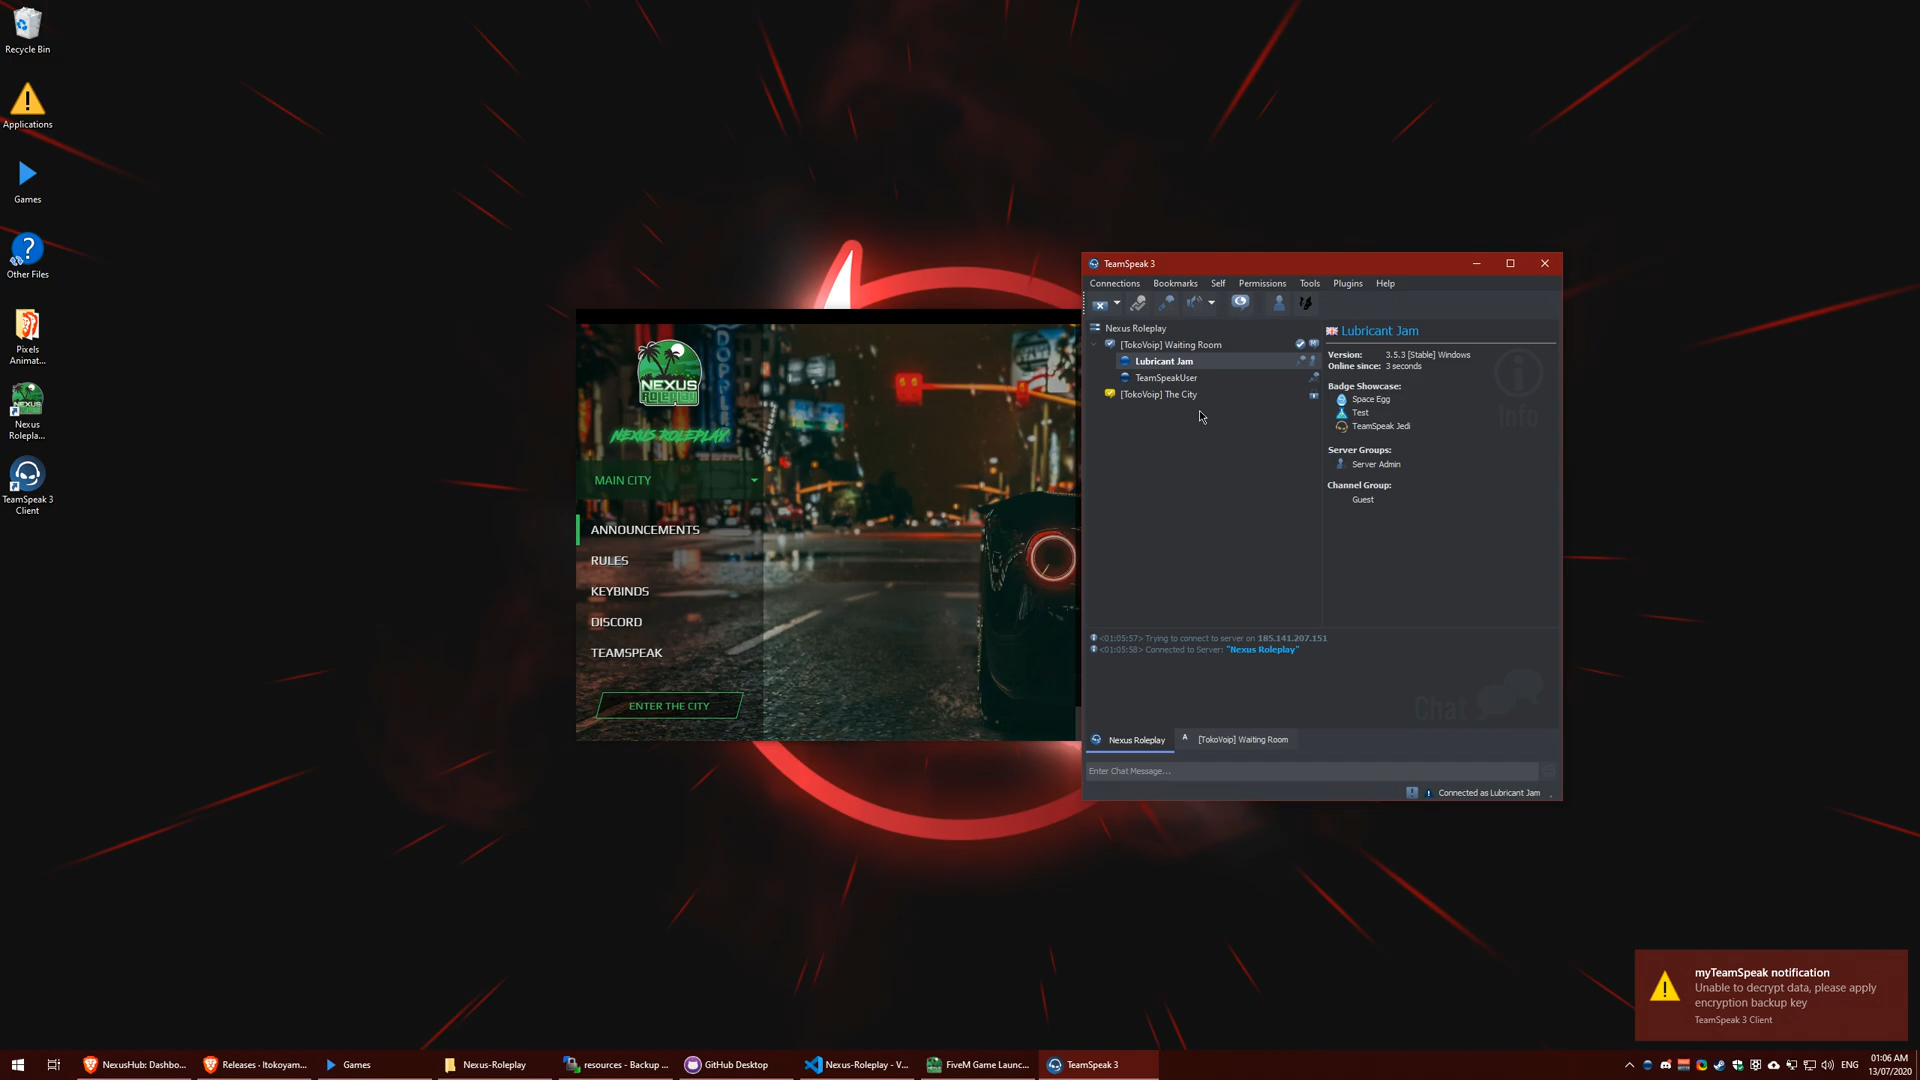 Recycle Bin
Applications
Games
Other Files
Pixels
Animat...
Nexus
Rolepla...
TeamSpeak 3
Client
NEXUS
ROLEPLAY
NEXUS ROLEPLAY
MAIN CITY
ANNOUNCEMENTS
RULES
KEYBINDS
DISCORD
TEAMSPEAK
ENTER THE CITY
TeamSpeak 3
Connections Bookmarks Self Permissions Tools Plugins Help
Nexus Roleplay
[TokoVoip] Waiting Room
Lubricant Jam
TeamSpeakUser
[TokoVoip] The City
Lubricant Jam
Version: 3.5.3 [Stable] Windows
Online since: 3 seconds
Badge Showcase:
Space Egg
Test
TeamSpeak Jedi
Server Groups:
Server Admin
Channel Group:
Guest
Info
<01:05:57> Trying to connect to server on 185.141.207.151
<01:05:58> Connected to Server: "Nexus Roleplay"
Chat
Nexus Roleplay
[TokoVoip] Waiting Room
Enter Chat Message...
Connected as Lubricant Jam
myTeamSpeak notification
Unable to decrypt data, please apply
encryption backup key
TeamSpeak 3 Client
NexusHub: Dashbo...
Releases · Itokoyam...
Games
Nexus-Roleplay
resources - Backup ...
GitHub Desktop
Nexus-Roleplay - V...
FiveM Game Launc...
TeamSpeak 3
ENG
01:06 AM
13/07/2020